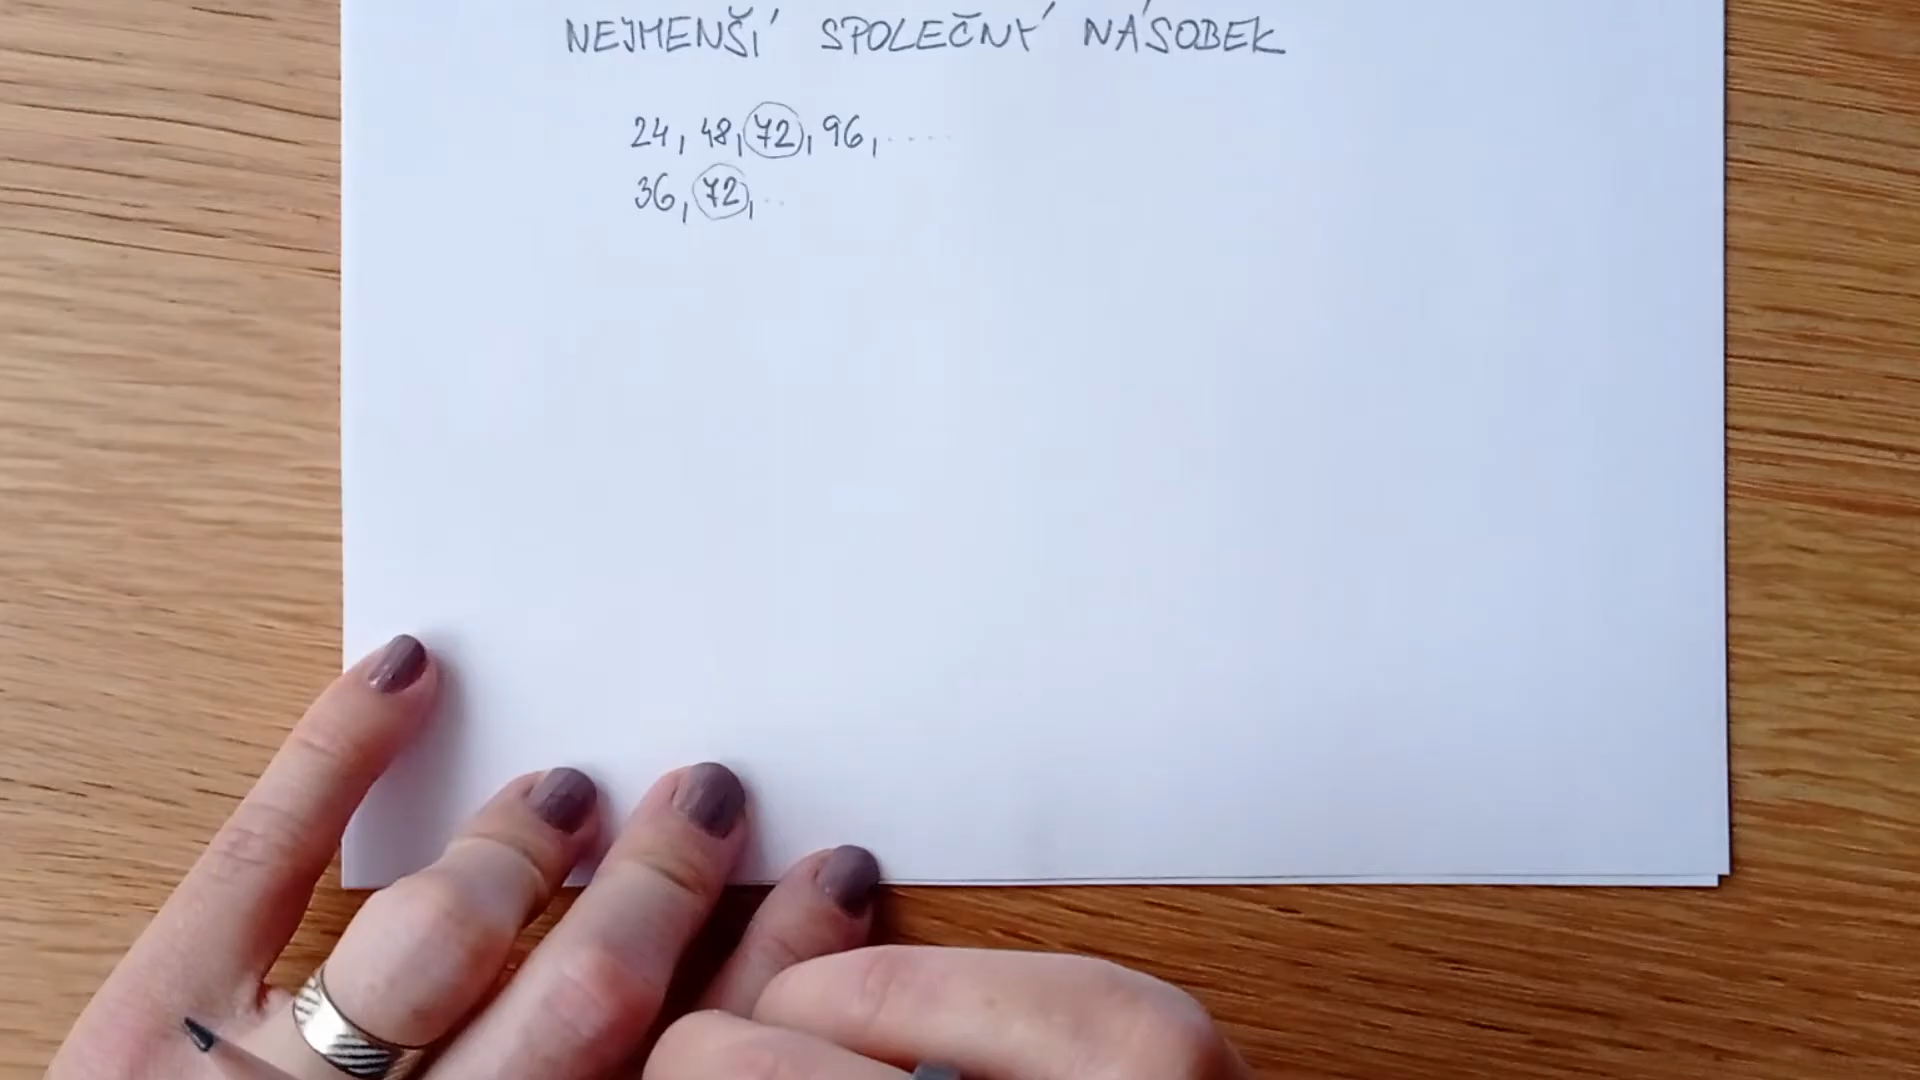 NEJMENŠÍ SPOLEČNÝ NÁSOBEK
24, 48, 72, 96, .....
36, 72, ..